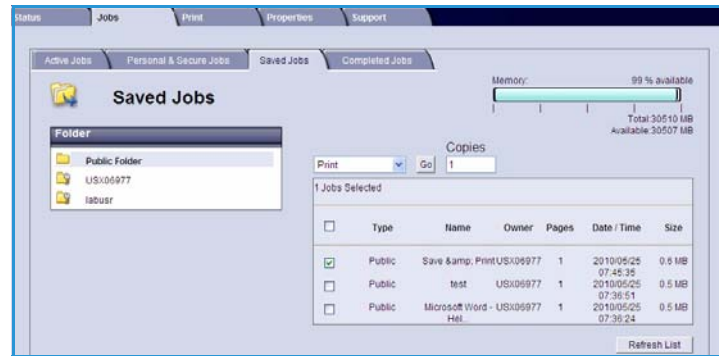 Status Jobs Print Properties Support
Active Jobs Personal & Secure Jobs Saved Jobs Completed Jobs
Saved Jobs
Memory: 99 % available
Total:30510 MB
Available:30507 MB
Folder
Public Folder
USX06977
labusr
Copies
Print Go 1
1 Jobs Selected
Type Name Owner Pages Date / Time Size
Public Save &amp; Print USX06977 1 2010/05/25 0.5 MB
07:45:35
Public test USX06977 1 2010/05/25 0.5 MB
07:36:51
Public Microsoft Word - USX06977 1 2010/05/25 0.5 MB
Hel... 07:36:24
Refresh List